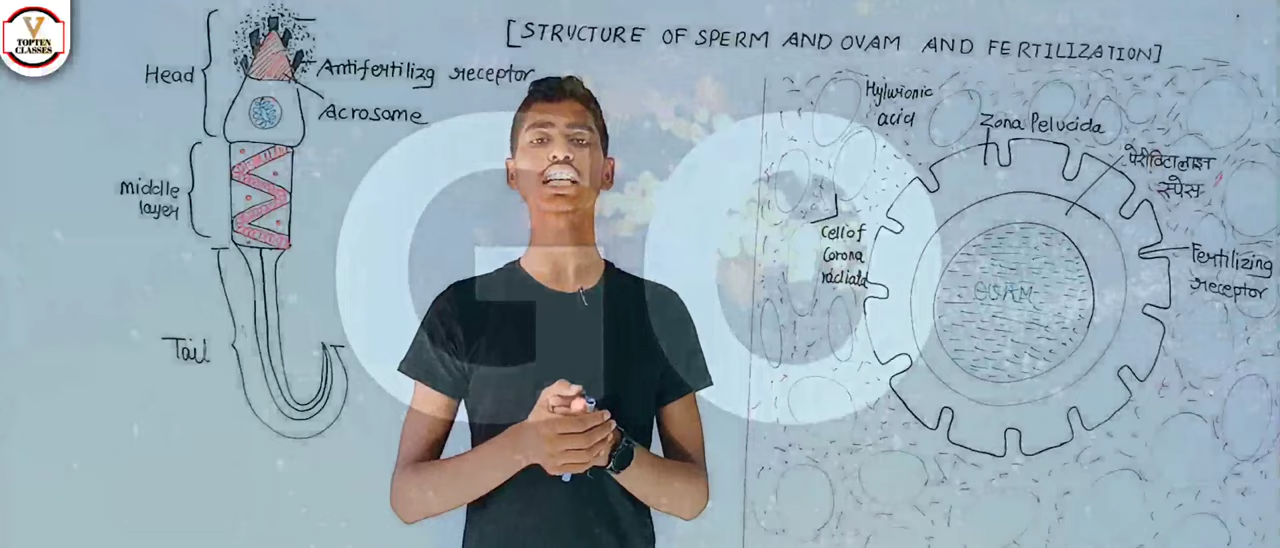 V
TOPTEN
CLASSES
[STRUCTURE OF SPERM AND OVAM AND FERTILIZATION]
Head
Antifertilizg receptor
Acrosome
middle
layer
Tail
Hylurionic
acid
Zona Pelucida
स्पेस
Cell of
Corona
radiata
Fertilizing
receptor
OVAM
GO